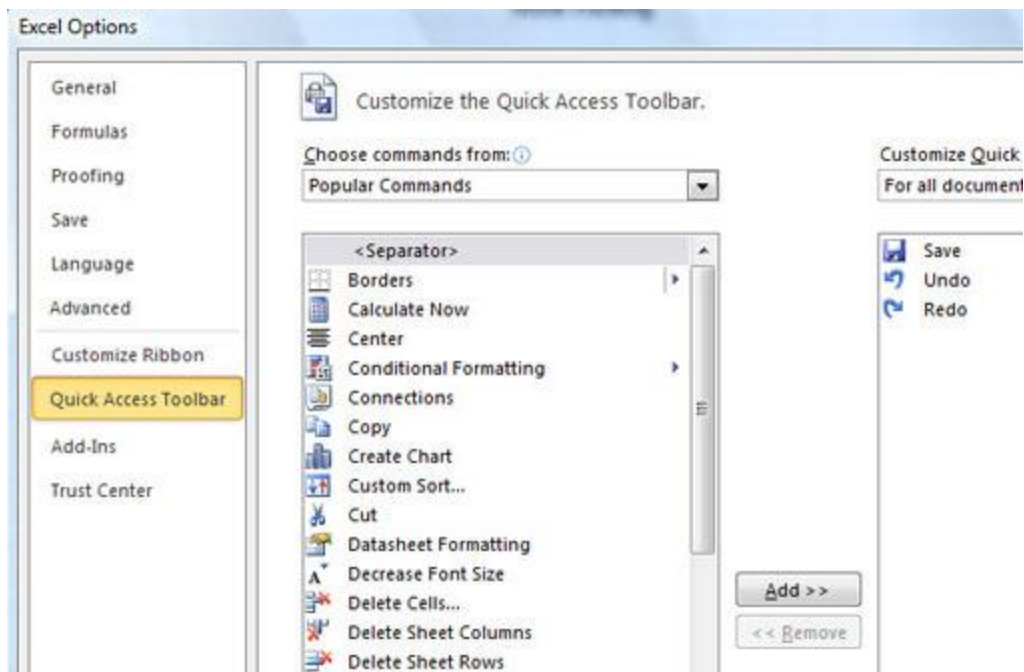 Excel Options
General
Formulas
Proofing
Save
Language
Advanced
Customize Ribbon
Quick Access Toolbar
Add-Ins
Trust Center
Customize the Quick Access Toolbar.
Choose commands from:
Popular Commands
<Separator>
Borders
Calculate Now
Center
Conditional Formatting
Connections
Copy
Create Chart
Custom Sort...
Cut
Datasheet Formatting
Decrease Font Size
Delete Cells...
Delete Sheet Columns
Delete Sheet Rows
Add >>
<< Remove
Customize Quick
For all document
Save
Undo
Redo